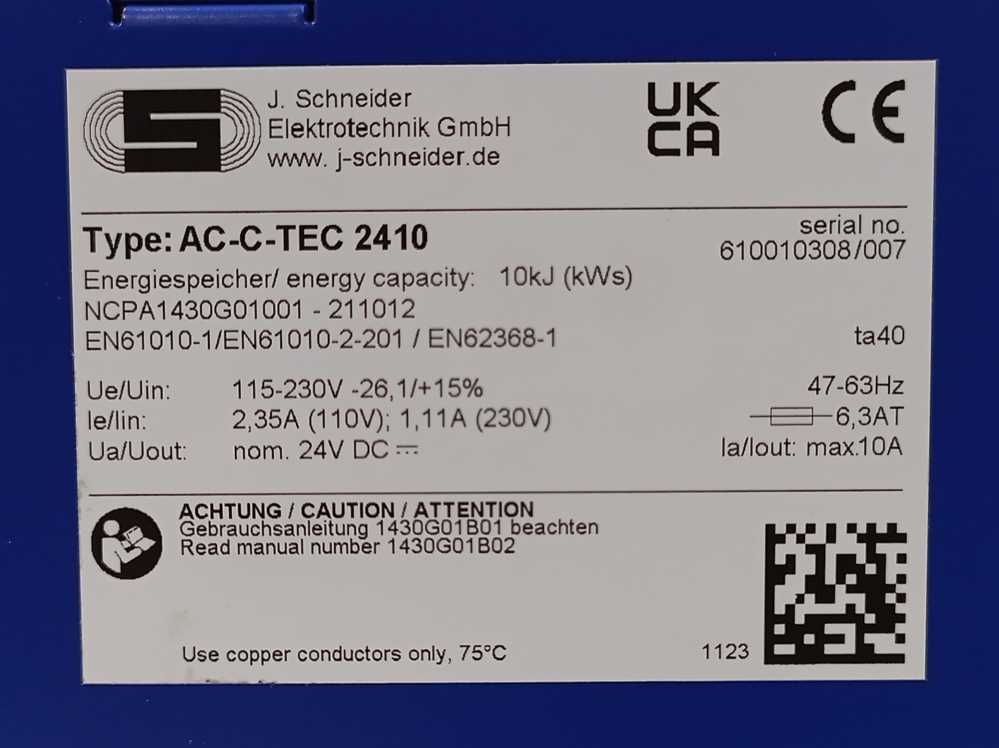 J. Schneider
Elektrotechnik GmbH
www. j-schneider.de
UK
CA
CE
serial no.
610010308/007
Type: AC-C-TEC 2410
Energiespeicher/ energy capacity: 10kJ (kWs)
NCPA1430G01001 - 211012
EN61010-1/EN61010-2-201 / EN62368-1 ta40
Ue/Uin: 115-230V -26,1/+15% 47-63Hz
Ie/Iin: 2,35A (110V); 1,11A (230V) 6,3AT
Ua/Uout: nom. 24V DC Ia/Iout: max.10A
ACHTUNG / CAUTION / ATTENTION
Gebrauchsanleitung 1430G01B01 beachten
Read manual number 1430G01B02
Use copper conductors only, 75°C 1123